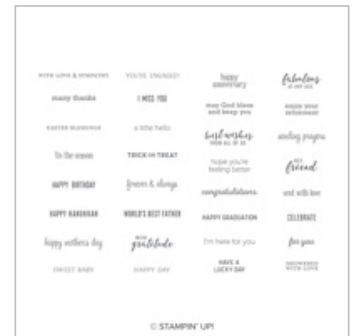 WITH LOVE & SYMPATHY
YOU'RE ENGAGED!
happy
anniversary
fabulous
AT ANY AGE
many thanks
I MISS YOU
may God bless
and keep you
enjoy your
retirement
EASTER BLESSINGS
a little hello
best wishes
FROM ALL OF US
sending prayers
'tis the season
TRICK OR TREAT
hope you're
feeling better
friend
HAPPY BIRTHDAY
forever & always
congratulations
sent with love
HAPPY HANUKKAH
WORLD'S BEST FATHER
HAPPY GRADUATION
CELEBRATE
happy mother's day
WITH
gratitude
I'm here for you
for you
SWEET BABY
HAPPY DAY
HAVE A
LUCKY DAY
SHOWERED
WITH LOVE
© STAMPIN' UP!